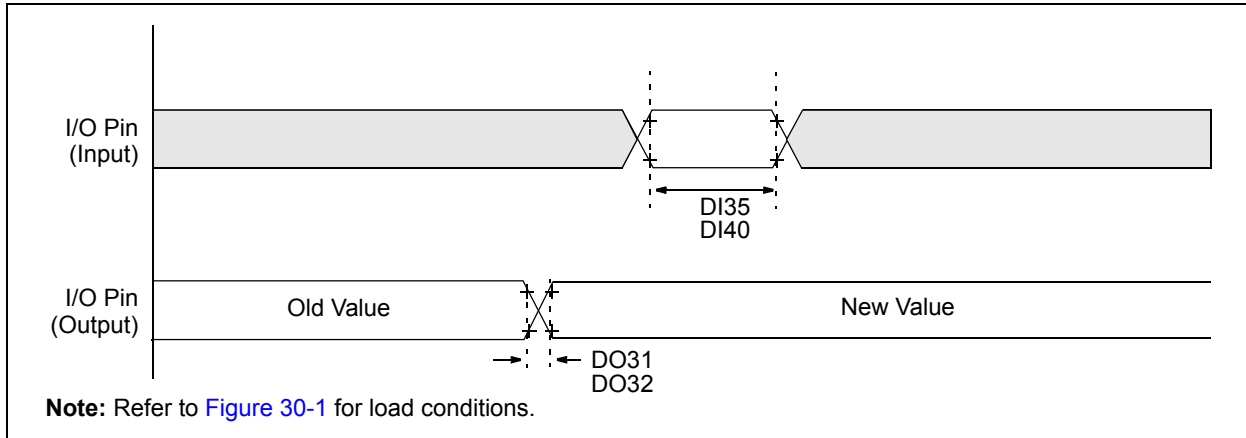 I/O Pin
(Input)
DI35
DI40
I/O Pin
(Output)
Old Value
New Value
DO31
DO32
Note: Refer to Figure 30-1 for load conditions.